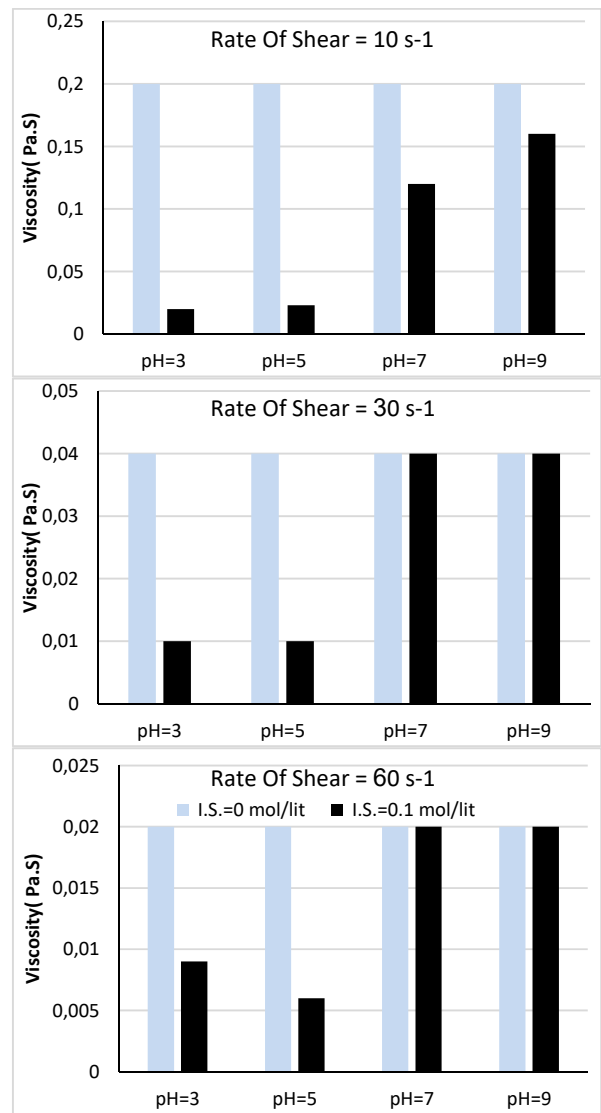 Rate Of Shear = 10 s-1
Viscosity( Pa.S)
0,25
0,2
0,15
0,1
0,05
0
pH=3 pH=5 pH=7 pH=9
Rate Of Shear = 30 s-1
Viscosity( Pa.S)
0,05
0,04
0,03
0,02
0,01
0
pH=3 pH=5 pH=7 pH=9
Rate Of Shear = 60 s-1
I.S.=0 mol/lit I.S.=0.1 mol/lit
Viscosity( Pa.S)
0,025
0,02
0,015
0,01
0,005
0
pH=3 pH=5 pH=7 pH=9